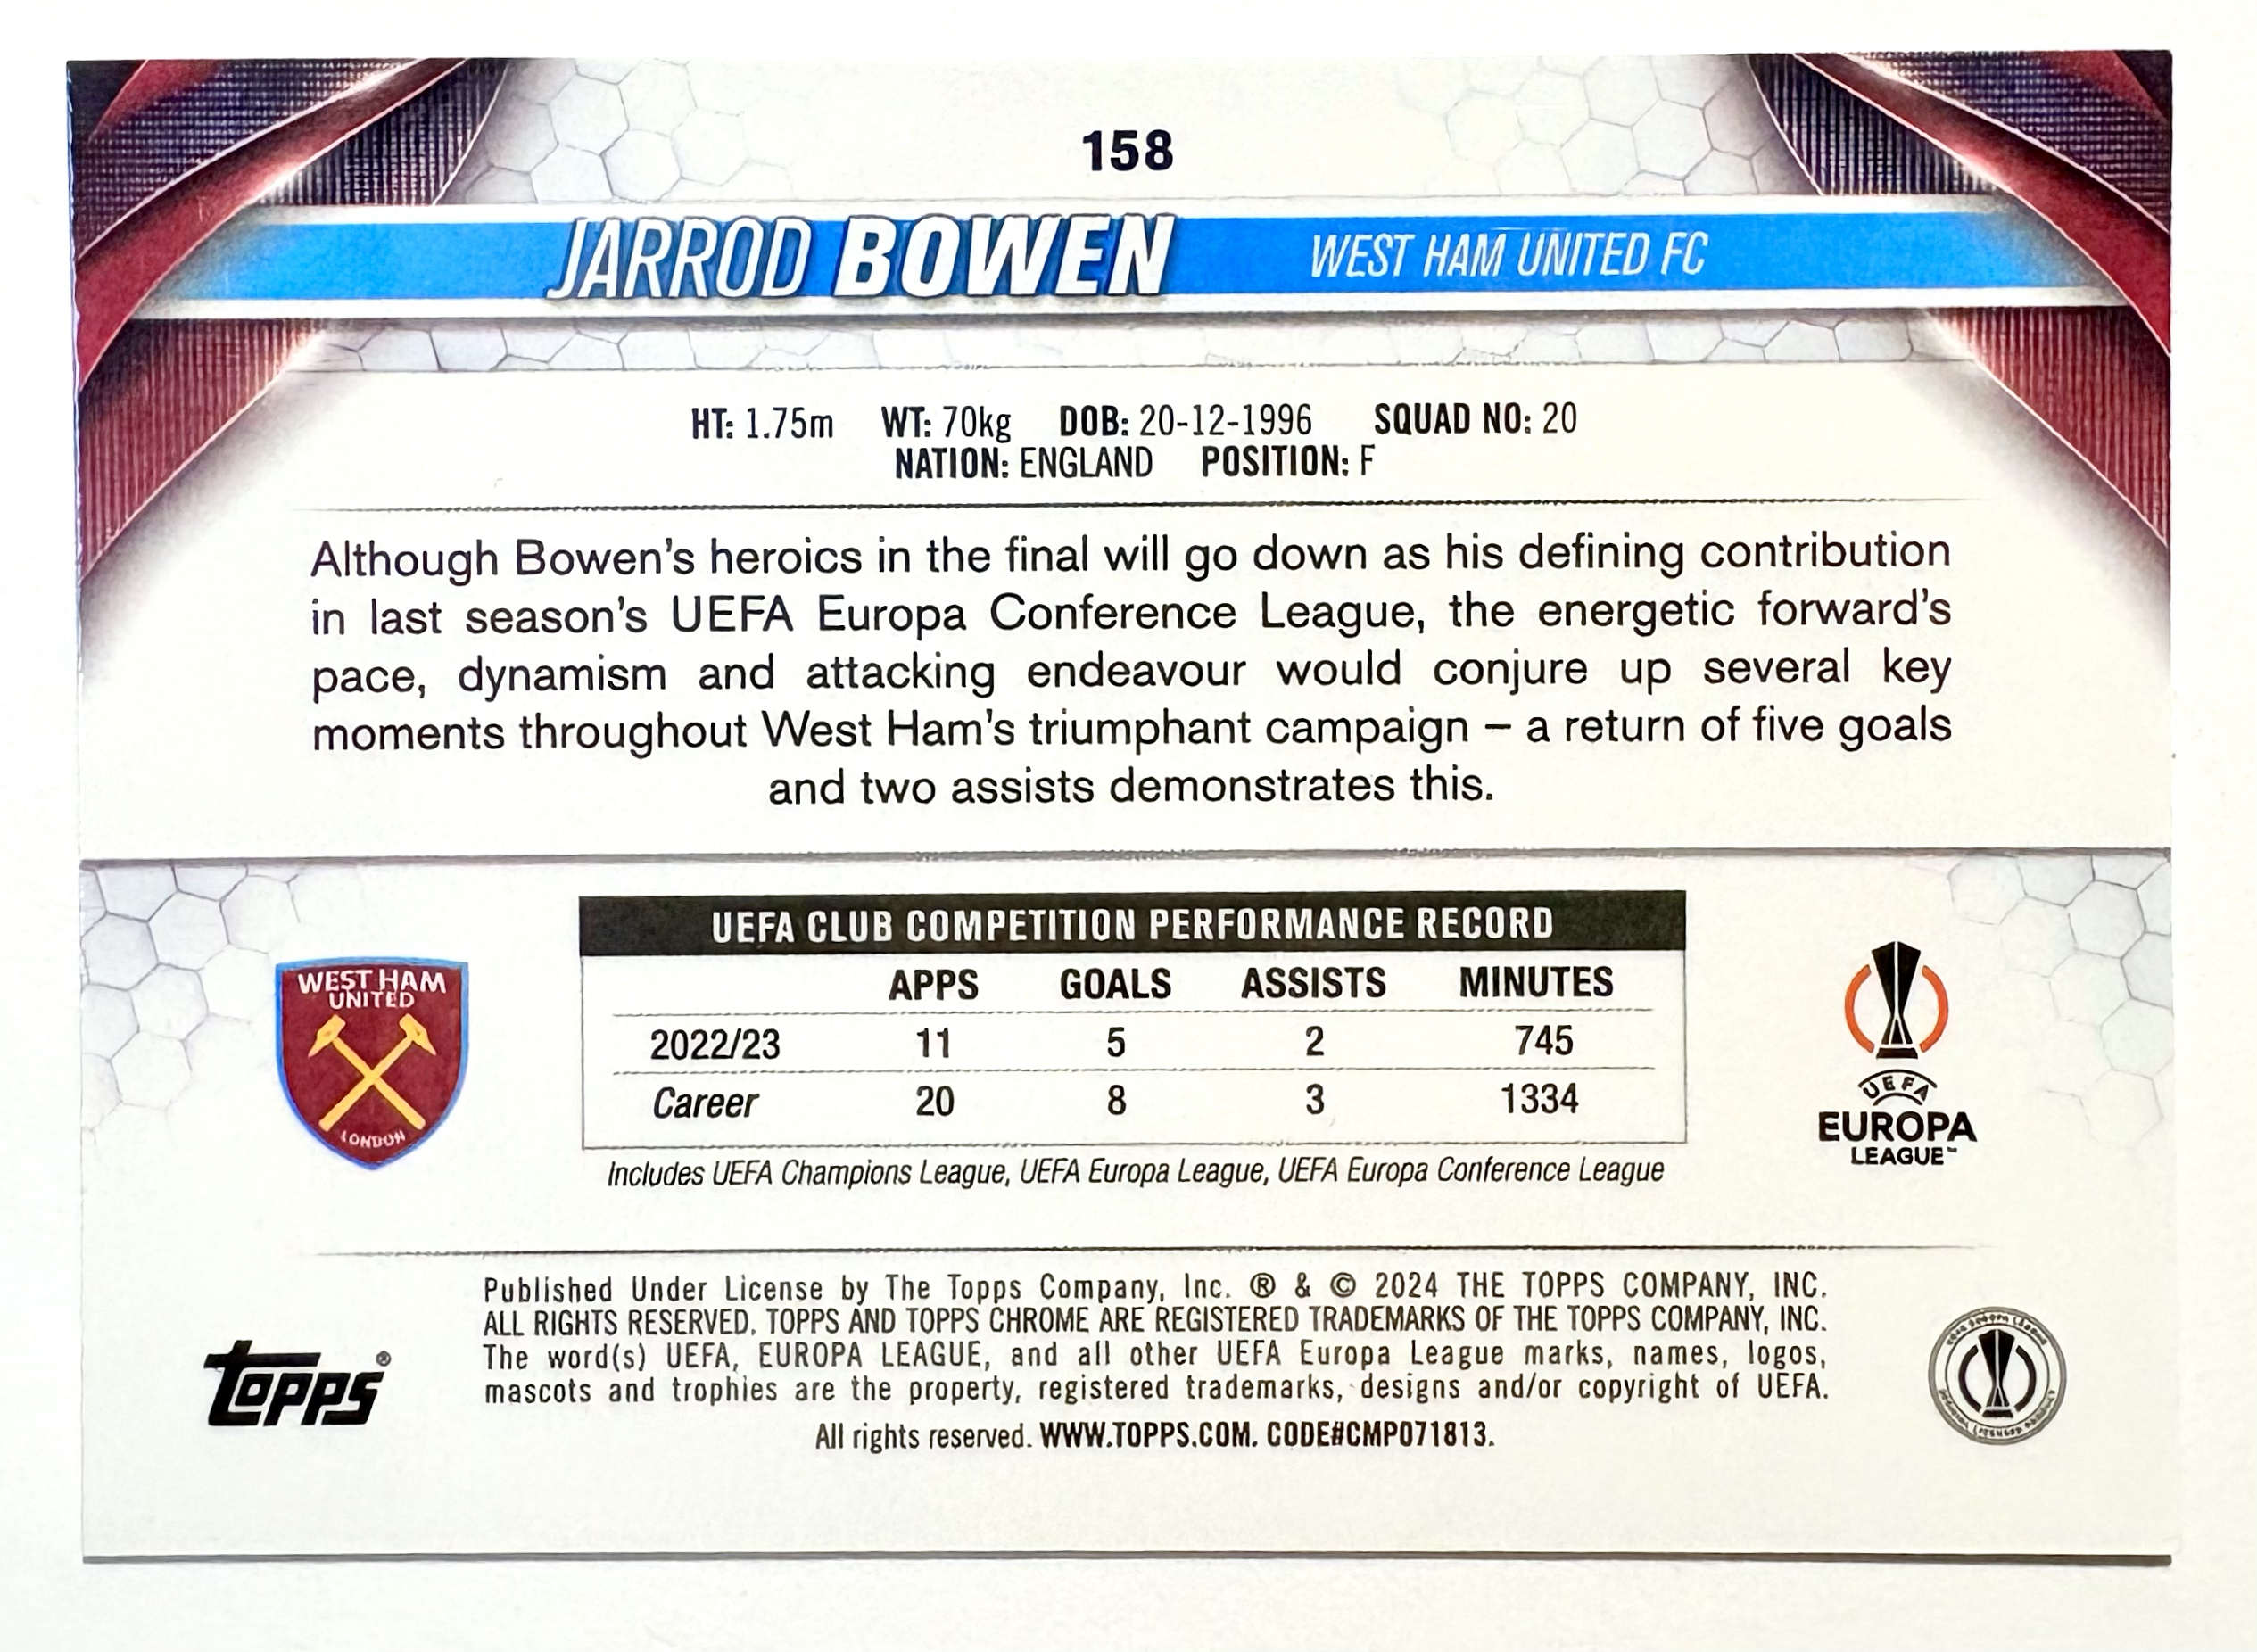 158
JARROD BOWEN WEST HAM UNITED FC
HT: 1.75m WT: 70kg DOB: 20-12-1996 SQUAD NO: 20
NATION: ENGLAND POSITION: F
Although Bowen's heroics in the final will go down as his defining contribution
in last season's UEFA Europa Conference League, the energetic forward's
pace, dynamism and attacking endeavour would conjure up several key
moments throughout West Ham's triumphant campaign – a return of five goals
and two assists demonstrates this.
UEFA CLUB COMPETITION PERFORMANCE RECORD
APPS GOALS ASSISTS MINUTES
2022/23 11 5 2 745
Career 20 8 3 1334
Includes UEFA Champions League, UEFA Europa League, UEFA Europa Conference League
WEST HAM
UNITED
LONDON
UEFA
EUROPA
LEAGUE™
Published Under License by The Topps Company, Inc. ® & © 2024 THE TOPPS COMPANY, INC.
ALL RIGHTS RESERVED, TOPPS AND TOPPS CHROME ARE REGISTERED TRADEMARKS OF THE TOPPS COMPANY, INC.
The word(s) UEFA, EUROPA LEAGUE, and all other UEFA Europa League marks, names, logos,
mascots and trophies are the property, registered trademarks, designs and/or copyright of UEFA.
All rights reserved. WWW.TOPPS.COM. CODE#CMP071813.
Topps®